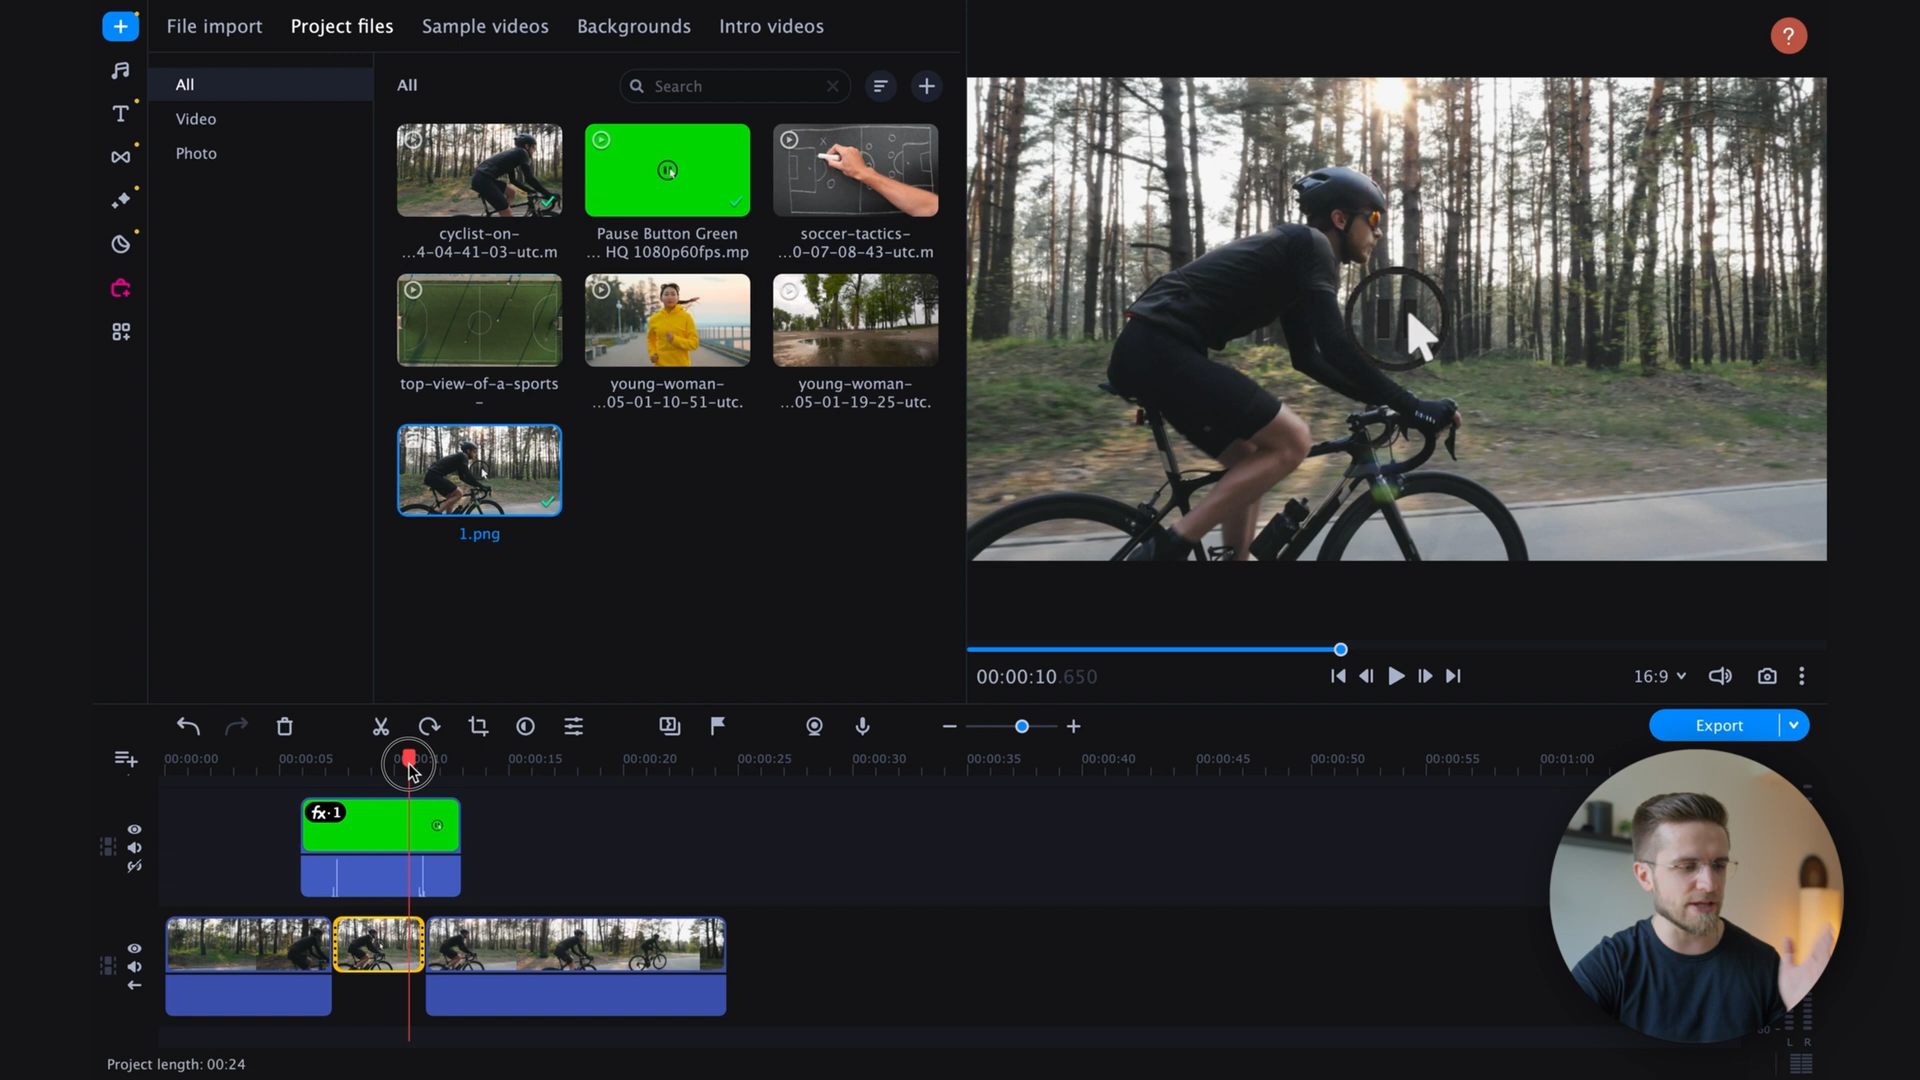 File import Project files Sample videos Backgrounds Intro videos
?
All
Video
Photo
All
Search
cyclist-on-
...4-04-41-03-utc.m
Pause Button Green
... HQ 1080p60fps.mp
soccer-tactics-
...0-07-08-43-utc.m
top-view-of-a-sports
-
young-woman-
...05-01-10-51-utc.
young-woman-
...05-01-19-25-utc.
1.png
00:00:10.650
16:9
Export
00:00:00 00:00:05 00:00:10 00:00:15 00:00:20 00:00:25 00:00:30 00:00:35 00:00:40 00:00:45 00:00:50 00:00:55 00:01:00
fx·1
L R
Project length: 00:24